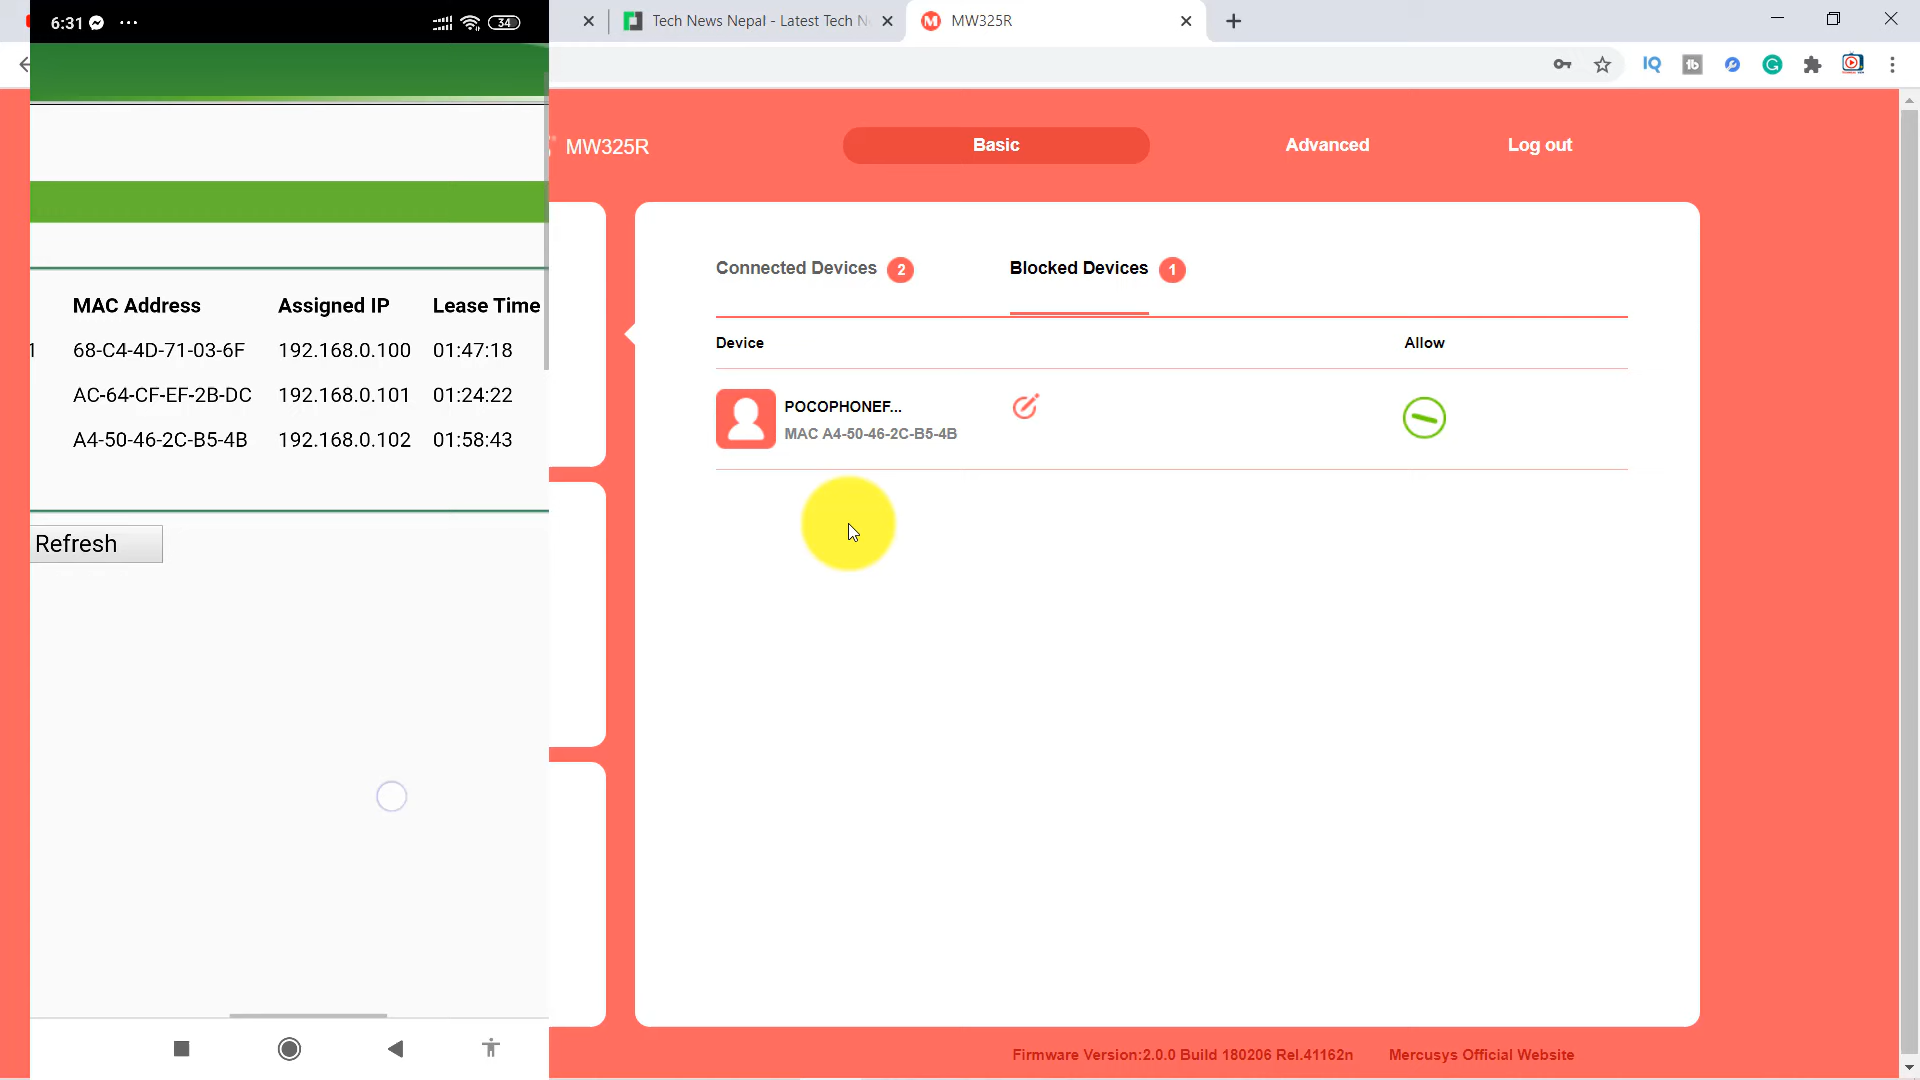 6:31
34
Tech News Nepal - Latest Tech N
MW325R
IQ
MW325R
Basic
Advanced
Log out
MAC Address Assigned IP Lease Time
1 68-C4-4D-71-03-6F 192.168.0.100 01:47:18
AC-64-CF-EF-2B-DC 192.168.0.101 01:24:22
A4-50-46-2C-B5-4B 192.168.0.102 01:58:43
Refresh
Connected Devices 2
Blocked Devices 1
Device
Allow
POCOPHONEF...
MAC A4-50-46-2C-B5-4B
Firmware Version:2.0.0 Build 180206 Rel.41162n
Mercusys Official Website